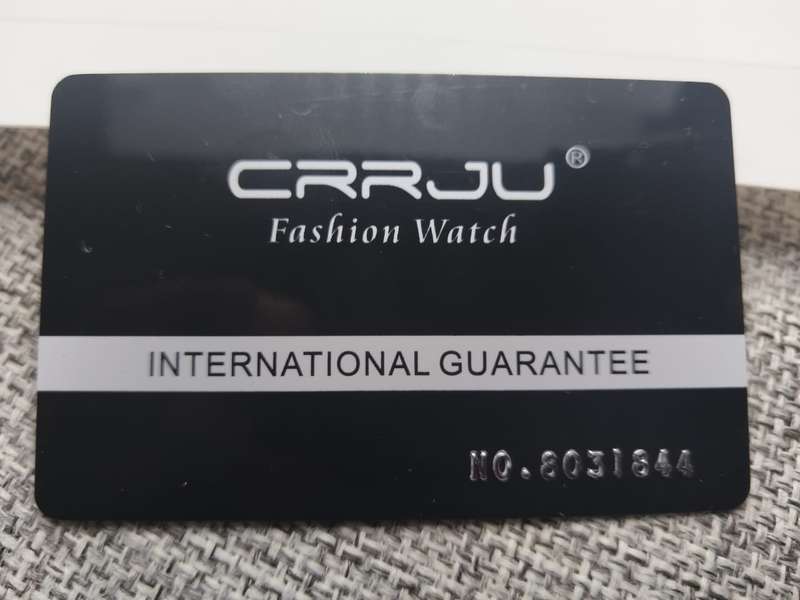 CRRJU®
Fashion Watch
INTERNATIONAL GUARANTEE
NO.8031844